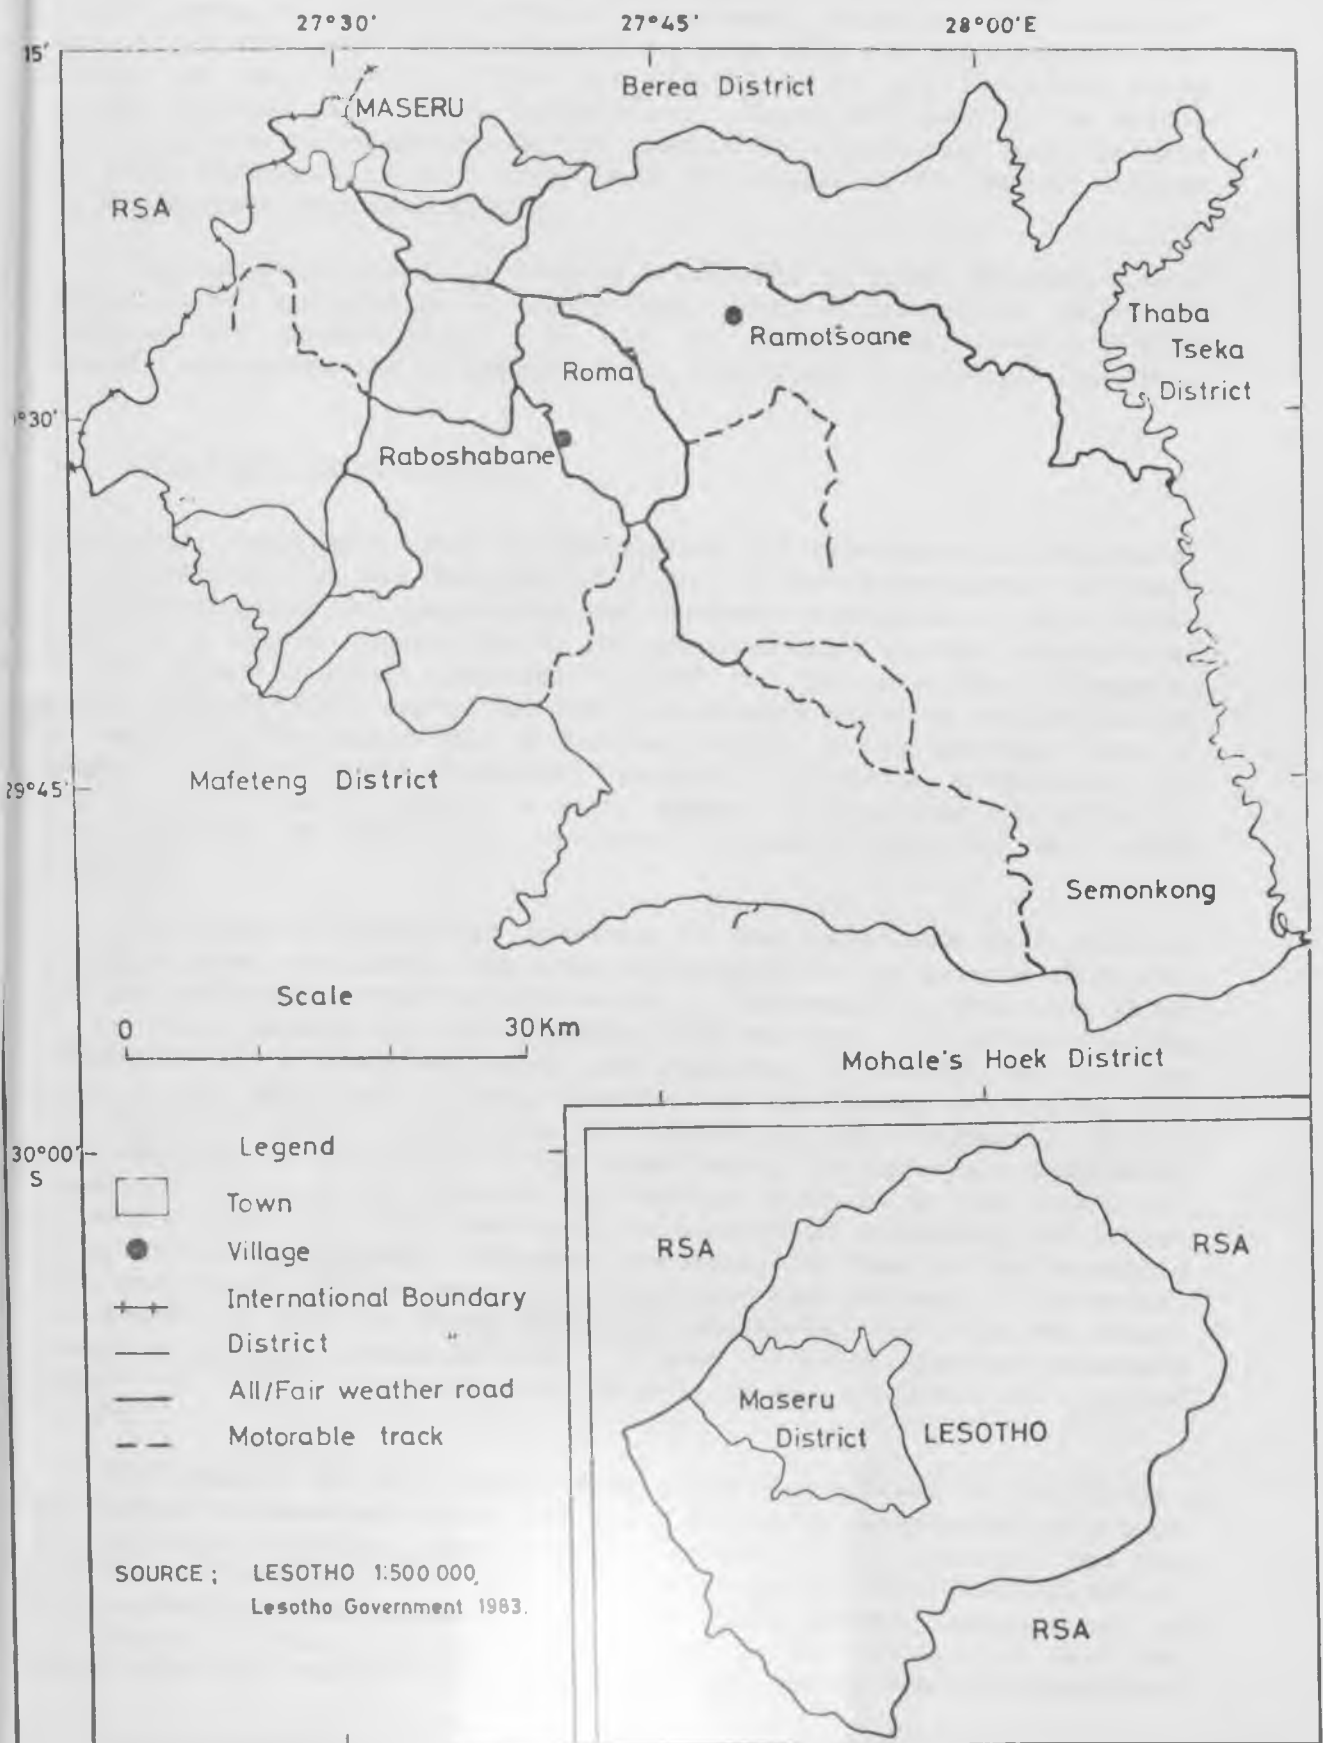 27°30' 27°45' 28°00'E
15'
Berea District
MASERU
RSA
Thaba
Tseka
District
Ramotsoane
Roma
°30'
Raboshabane
Mafeteng District
29°45'
Semonkong
Scale
0 30Km
Mohale's Hoek District
30°00'
S
Legend
Town
Village
International Boundary
District "
All/Fair weather road
Motorable track
SOURCE; LESOTHO 1:500 000,
Lesotho Government 1983.
RSA RSA
Maseru
District
LESOTHO
RSA